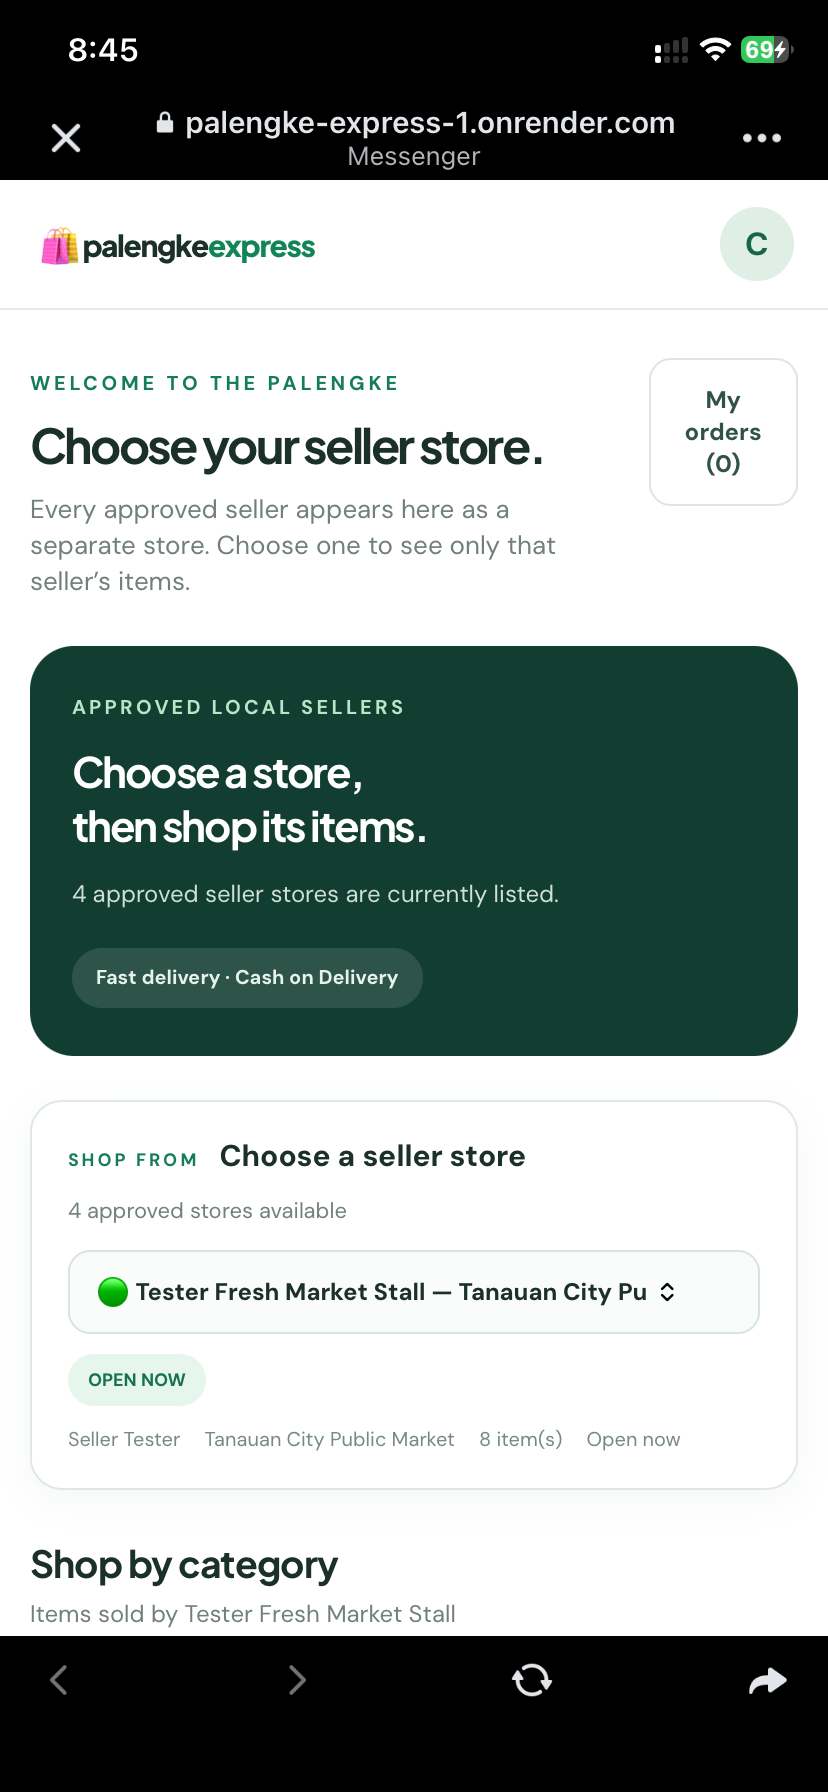 8:45
69
palengke-express-1.onrender.com
Messenger
palengkeexpress
C
WELCOME TO THE PALENGKE
Choose your seller store.
Every approved seller appears here as a
separate store. Choose one to see only that
seller’s items.
My
orders
(0)
APPROVED LOCAL SELLERS
Choose a store,
then shop its items.
4 approved seller stores are currently listed.
Fast delivery · Cash on Delivery
SHOP FROM Choose a seller store
4 approved stores available
Tester Fresh Market Stall — Tanauan City Pu
OPEN NOW
Seller Tester Tanauan City Public Market 8 item(s) Open now
Shop by category
Items sold by Tester Fresh Market Stall